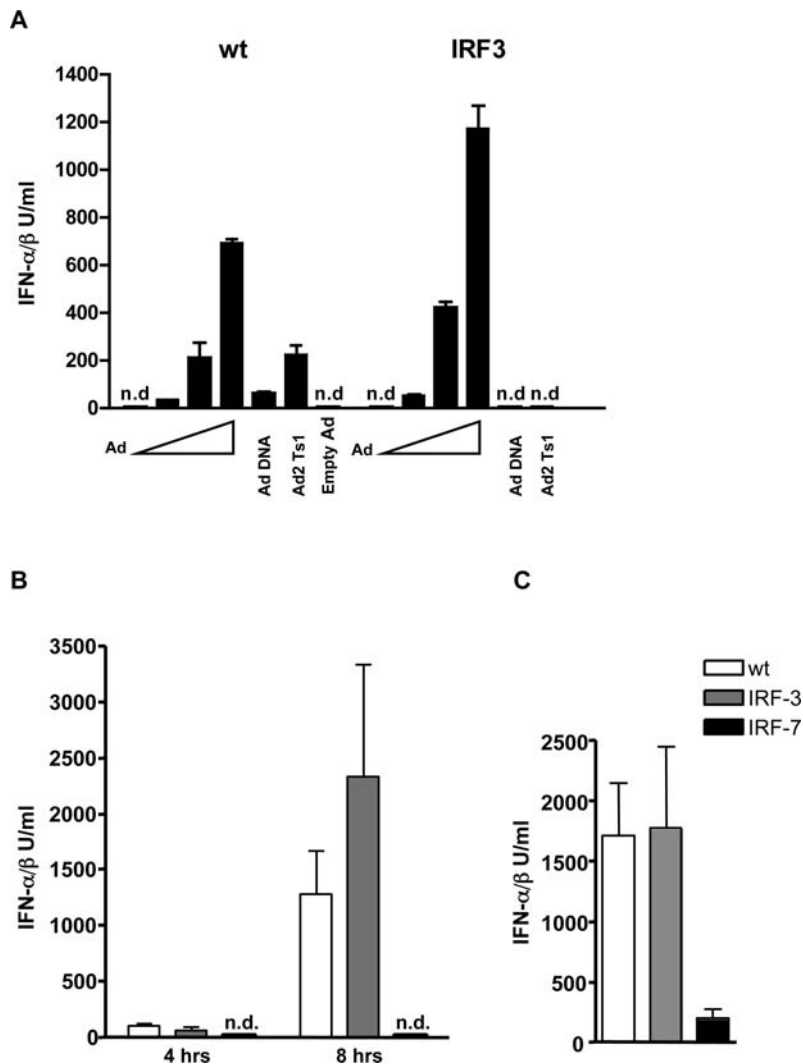 A
wt IRF3
IFN-α/β U/ml
1400
1200
1000
800
600
400
200
0
n.d n.d n.d n.d n.d
Ad
Ad DNA
Ad2 Ts1
Empty Ad
Ad
Ad DNA
Ad2 Ts1
B
IFN-α/β U/ml
3500
3000
2500
2000
1500
1000
500
0
n.d. n.d.
4 hrs 8 hrs
C
wt
IRF-3
IRF-7
IFN-α/β U/ml
2500
2000
1500
1000
500
0